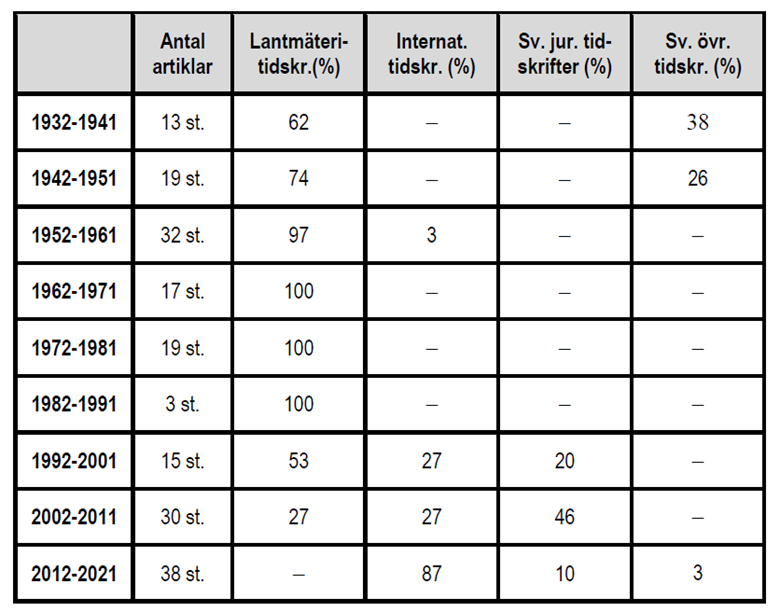 Antal artiklar | Lantmäteri-tidskr.(%) | Internat. tidskr. (%) | Sv. jur. tid-skrifter (%) | Sv. övr. tidskr. (%)
1932-1941 | 13 st. | 62 | – | – | 38
1942-1951 | 19 st. | 74 | – | – | 26
1952-1961 | 32 st. | 97 | 3 | – | –
1962-1971 | 17 st. | 100 | – | – | –
1972-1981 | 19 st. | 100 | – | – | –
1982-1991 | 3 st. | 100 | – | – | –
1992-2001 | 15 st. | 53 | 27 | 20 | –
2002-2011 | 30 st. | 27 | 27 | 46 | –
2012-2021 | 38 st. | – | 87 | 10 | 3